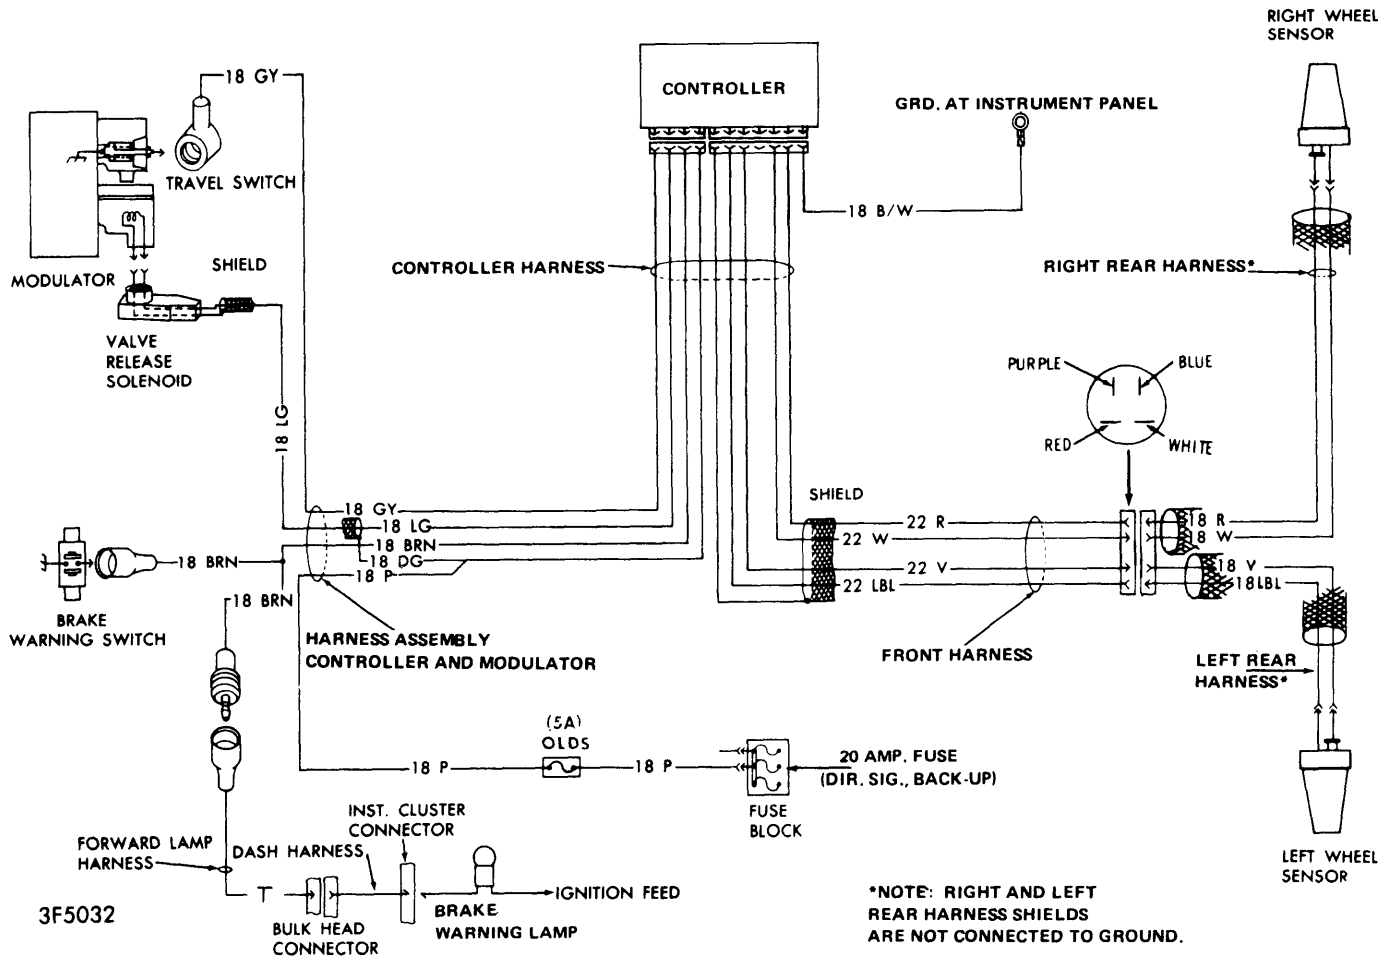 RIGHT WHEEL
SENSOR
18 GY
CONTROLLER
GRD. AT INSTRUMENT PANEL
TRAVEL SWITCH
18 B/W
MODULATOR
SHIELD
CONTROLLER HARNESS
RIGHT REAR HARNESS*
VALVE
RELEASE
SOLENOID
PURPLE
BLUE
RED
WHITE
18 LG
SHIELD
18 GY
18 LG
18 BRN
18 DG
18 P
22 R
22 W
22 V
22 LBL
18 R
18 W
18 V
18 LBL
18 BRN
18 BRN
BRAKE
WARNING SWITCH
HARNESS ASSEMBLY
CONTROLLER AND MODULATOR
FRONT HARNESS
LEFT REAR
HARNESS*
(5A)
OLDS
18 P
18 P
20 AMP. FUSE
(DIR. SIG., BACK-UP)
FUSE
BLOCK
INST. CLUSTER
CONNECTOR
FORWARD LAMP
HARNESS
DASH HARNESS
IGNITION FEED
BRAKE
WARNING LAMP
BULK HEAD
CONNECTOR
LEFT WHEEL
SENSOR
*NOTE: RIGHT AND LEFT
REAR HARNESS SHIELDS
ARE NOT CONNECTED TO GROUND.
3F5032